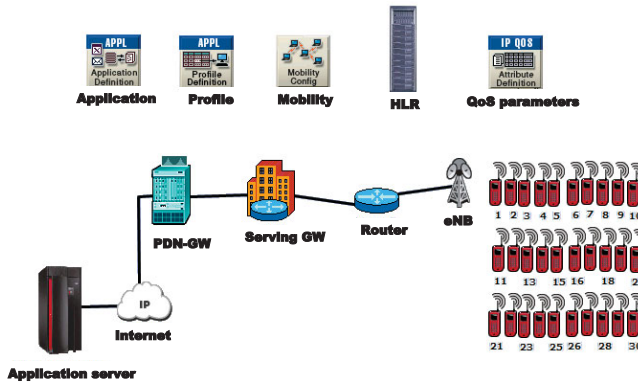 APPL
Application
Definition
Application
APPL
Profile
Definition
Profile
Mobility
Config
Mobility
HLR
IP QOS
Attribute
Definition
QoS parameters
PDN-GW
Serving GW
Router
eNB
1 2 3 4 5 6 7 8 9 10
11 13 15 16 18 2
21 23 25 26 28 30
IP
Internet
Application server